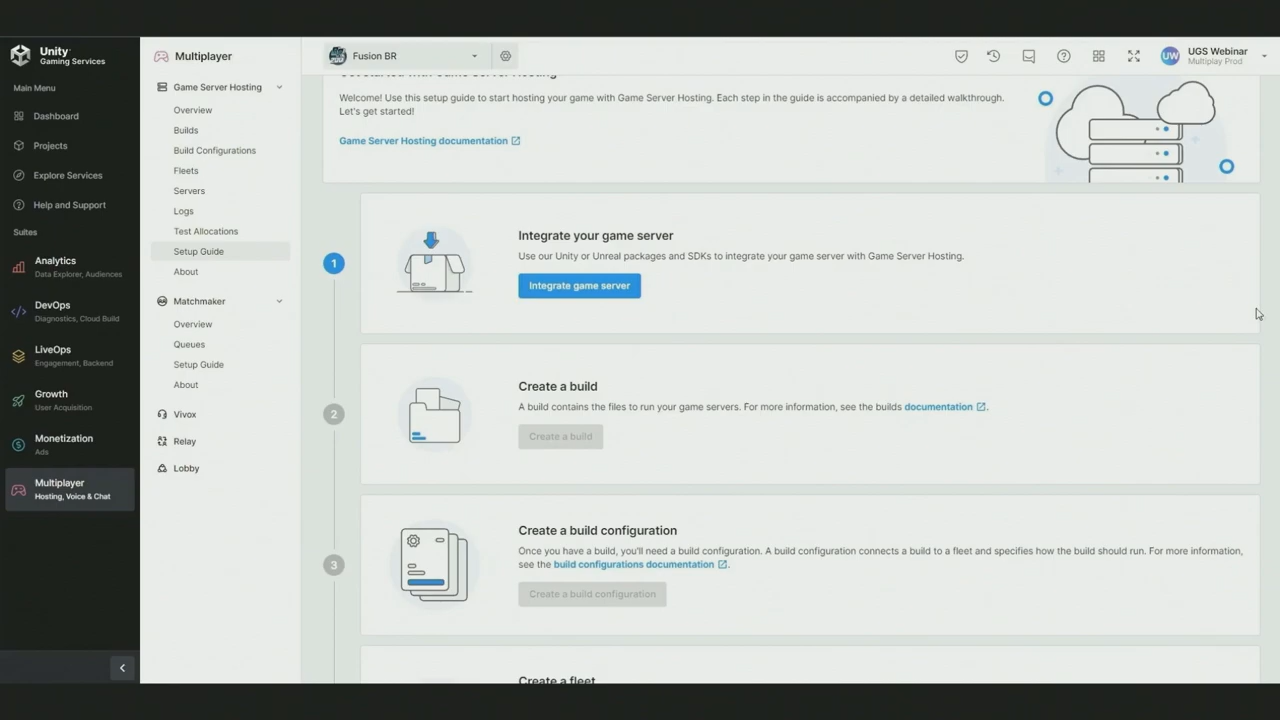 Unity
Gaming Services
Main Menu
Dashboard
Projects
Explore Services
Help and Support
Suites
Analytics
Data Explorer, Audiences
DevOps
Diagnostics, Cloud Build
LiveOps
Engagement, Backend
Growth
User Acquisition
Monetization
Ads
Multiplayer
Hosting, Voice & Chat
Multiplayer
Game Server Hosting
Overview
Builds
Build Configurations
Fleets
Servers
Logs
Test Allocations
Setup Guide
About
Matchmaker
Overview
Queues
Setup Guide
About
Vivox
Relay
Lobby
Fusion BR
UW
UGS Webinar
Multiplay Prod
Get started with Game Server Hosting
Welcome! Use this setup guide to start hosting your game with Game Server Hosting. Each step in the guide is accompanied by a detailed walkthrough.
Let's get started!
Game Server Hosting documentation
1
Integrate your game server
Use our Unity or Unreal packages and SDKs to integrate your game server with Game Server Hosting.
Integrate game server
2
Create a build
A build contains the files to run your game servers. For more information, see the builds documentation.
Create a build
3
Create a build configuration
Once you have a build, you'll need a build configuration. A build configuration connects a build to a fleet and specifies how the build should run. For more information,
see the build configurations documentation.
Create a build configuration
Create a fleet